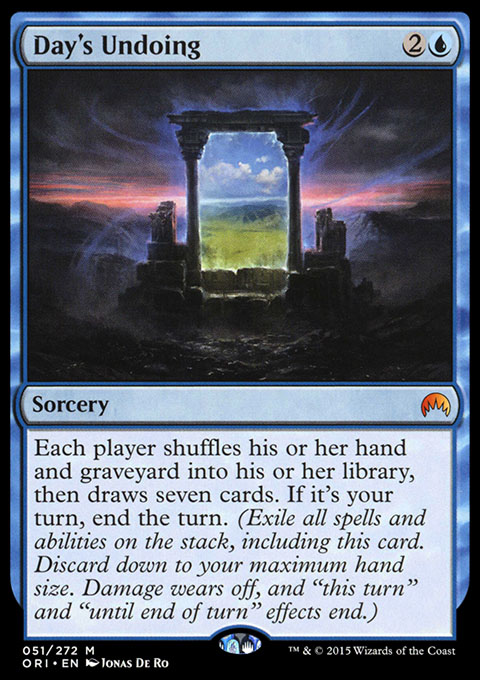 Day's Undoing 2
Sorcery
Each player shuffles his or her hand
and graveyard into his or her library,
then draws seven cards. If it's your
turn, end the turn. (Exile all spells and
abilities on the stack, including this card.
Discard down to your maximum hand
size. Damage wears off, and “this turn”
and “until end of turn” effects end.)
051/272 M
ORI • EN Jonas De Ro ™ & © 2015 Wizards of the Coast